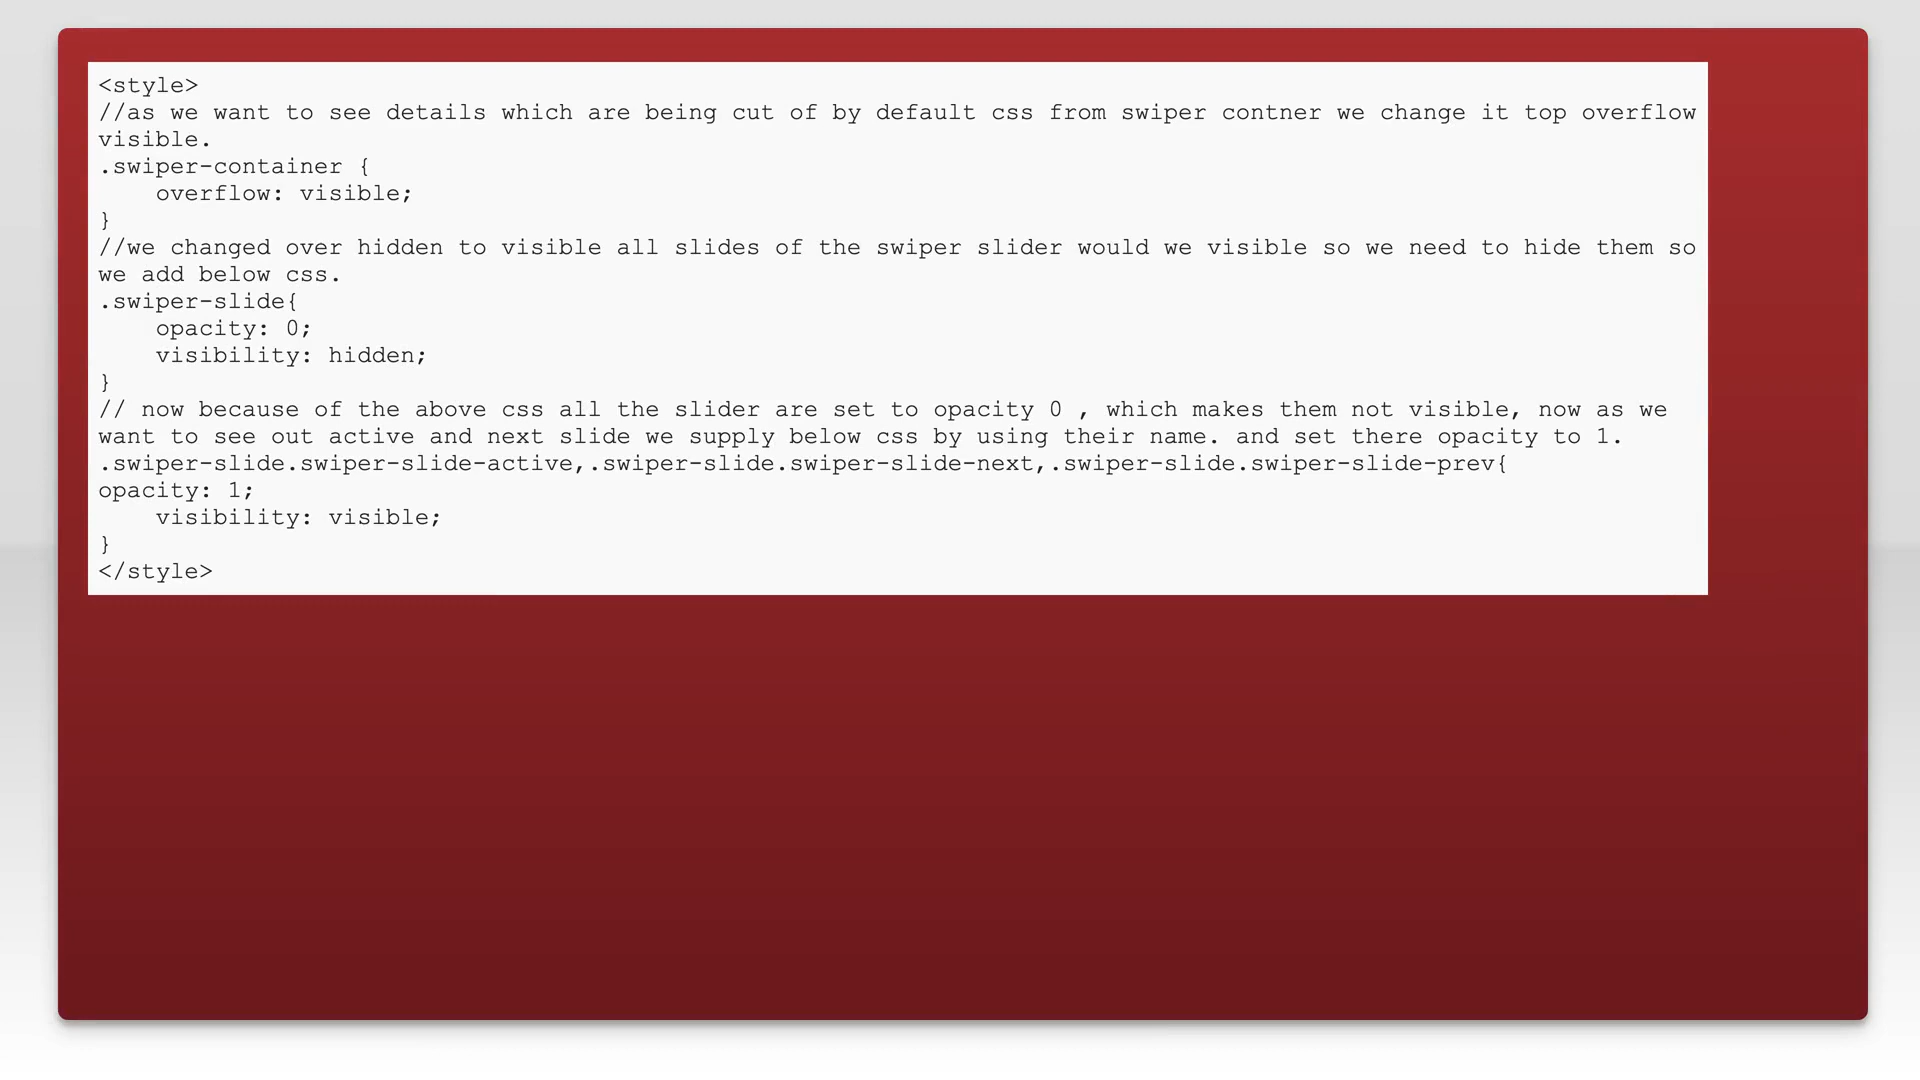 <style>
//as we want to see details which are being cut of by default css from swiper contner we change it top overflow
visible.
.swiper-container {
    overflow: visible;
}
//we changed over hidden to visible all slides of the swiper slider would we visible so we need to hide them so
we add below css.
.swiper-slide{
    opacity: 0;
    visibility: hidden;
}
// now because of the above css all the slider are set to opacity 0 , which makes them not visible, now as we
want to see out active and next slide we supply below css by using their name. and set there opacity to 1.
.swiper-slide.swiper-slide-active,.swiper-slide.swiper-slide-next,.swiper-slide.swiper-slide-prev{
opacity: 1;
    visibility: visible;
}
</style>